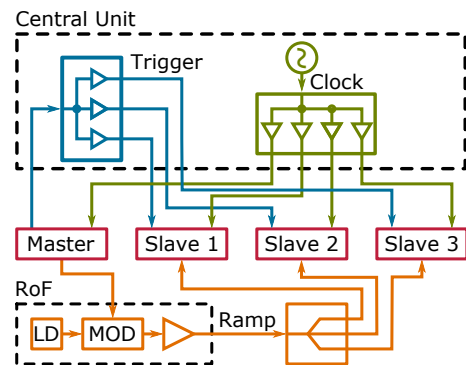 Central Unit
Trigger
Clock
Master
Slave 1
Slave 2
Slave 3
RoF
LD
MOD
Ramp